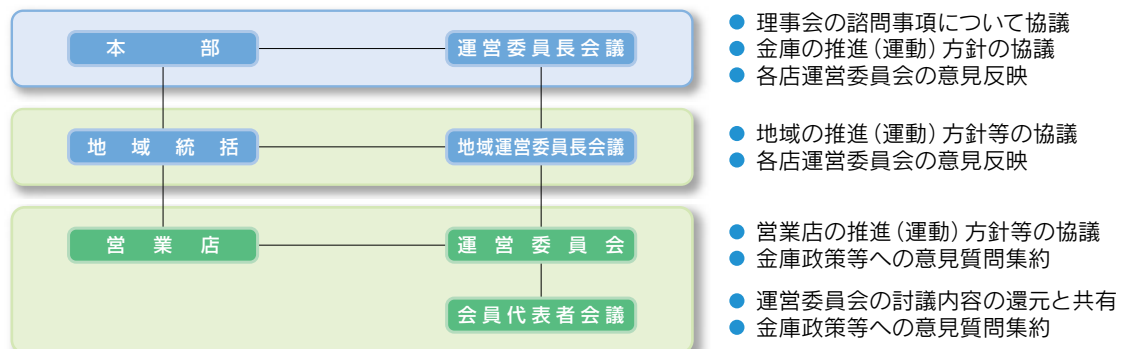 本部
運営委員長会議
● 理事会の諮問事項について協議
● 金庫の推進（運動）方針の協議
● 各店運営委員会の意見反映
地域統括
地域運営委員長会議
● 地域の推進（運動）方針等の協議
● 各店運営委員会の意見反映
営業店
運営委員会
● 営業店の推進（運動）方針等の協議
● 金庫政策等への意見質問集約
会員代表者会議
● 運営委員会の討議内容の還元と共有
● 金庫政策等への意見質問集約